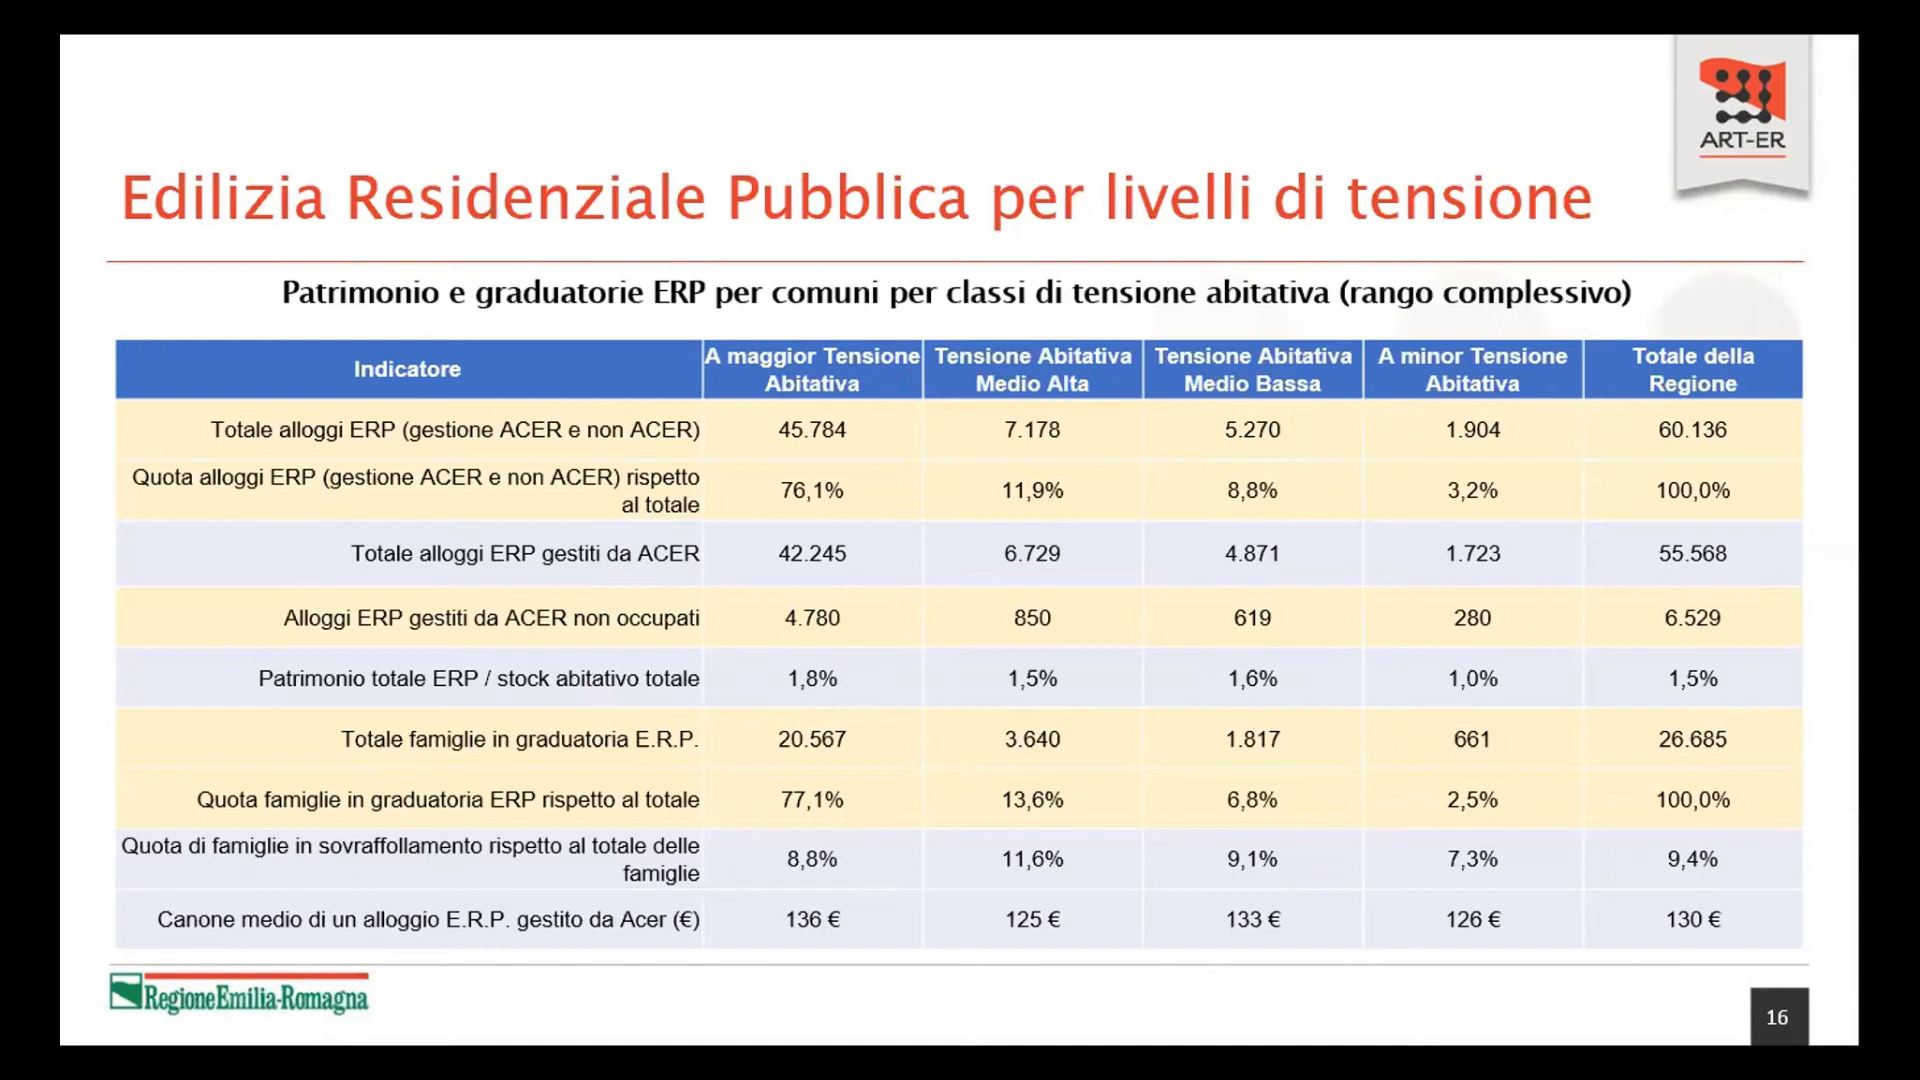 ART-ER
Edilizia Residenziale Pubblica per livelli di tensione
Patrimonio e graduatorie ERP per comuni per classi di tensione abitativa (rango complessivo)
Indicatore
A maggior Tensione
Abitativa
Tensione Abitativa
Medio Alta
Tensione Abitativa
Medio Bassa
A minor Tensione
Abitativa
Totale della
Regione
Totale alloggi ERP (gestione ACER e non ACER) 45.784 7.178 5.270 1.904 60.136
Quota alloggi ERP (gestione ACER e non ACER) rispetto
al totale
76,1% 11,9% 8,8% 3,2% 100,0%
Totale alloggi ERP gestiti da ACER 42.245 6.729 4.871 1.723 55.568
Alloggi ERP gestiti da ACER non occupati 4.780 850 619 280 6.529
Patrimonio totale ERP / stock abitativo totale 1,8% 1,5% 1,6% 1,0% 1,5%
Totale famiglie in graduatoria E.R.P. 20.567 3.640 1.817 661 26.685
Quota famiglie in graduatoria ERP rispetto al totale 77,1% 13,6% 6,8% 2,5% 100,0%
Quota di famiglie in sovraffollamento rispetto al totale delle
famiglie
8,8% 11,6% 9,1% 7,3% 9,4%
Canone medio di un alloggio E.R.P. gestito da Acer (€) 136 € 125 € 133 € 126 € 130 €
RegioneEmilia-Romagna
16